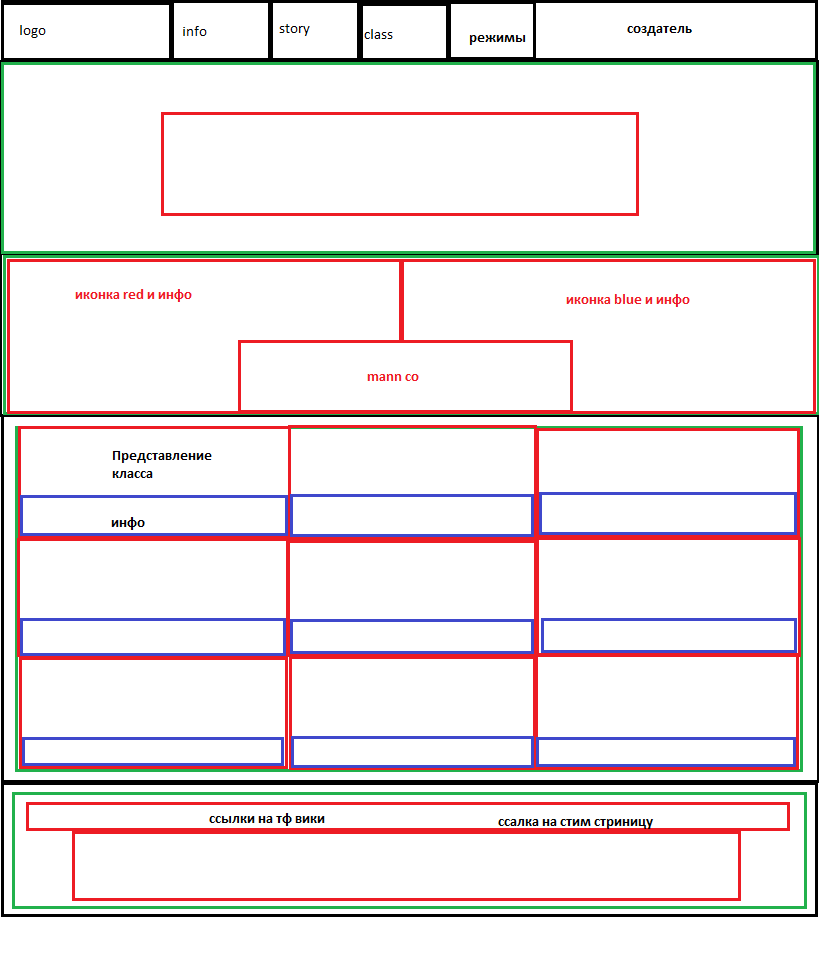 logo
info
story
class
режимы
создатель
иконка red и инфо
иконка blue и инфо
mann co
Представление
класса
инфо
ссылки на тф вики
ссалка на стим стриницу